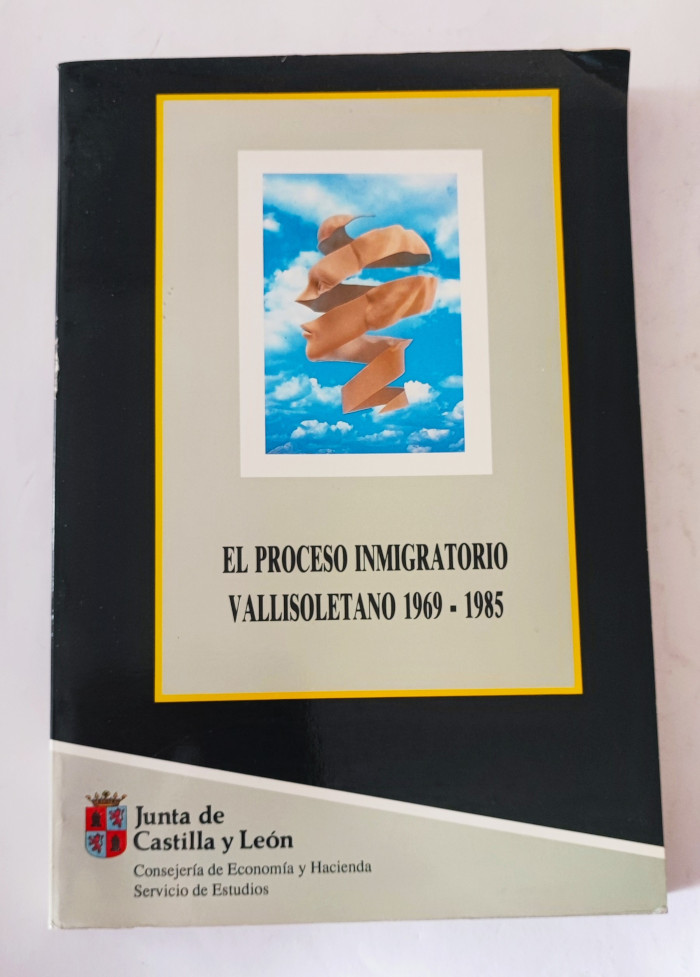 EL PROCESO INMIGRATORIO
VALLISOLETANO 1969 - 1985
Junta de
Castilla y León
Consejería de Economía y Hacienda
Servicio de Estudios